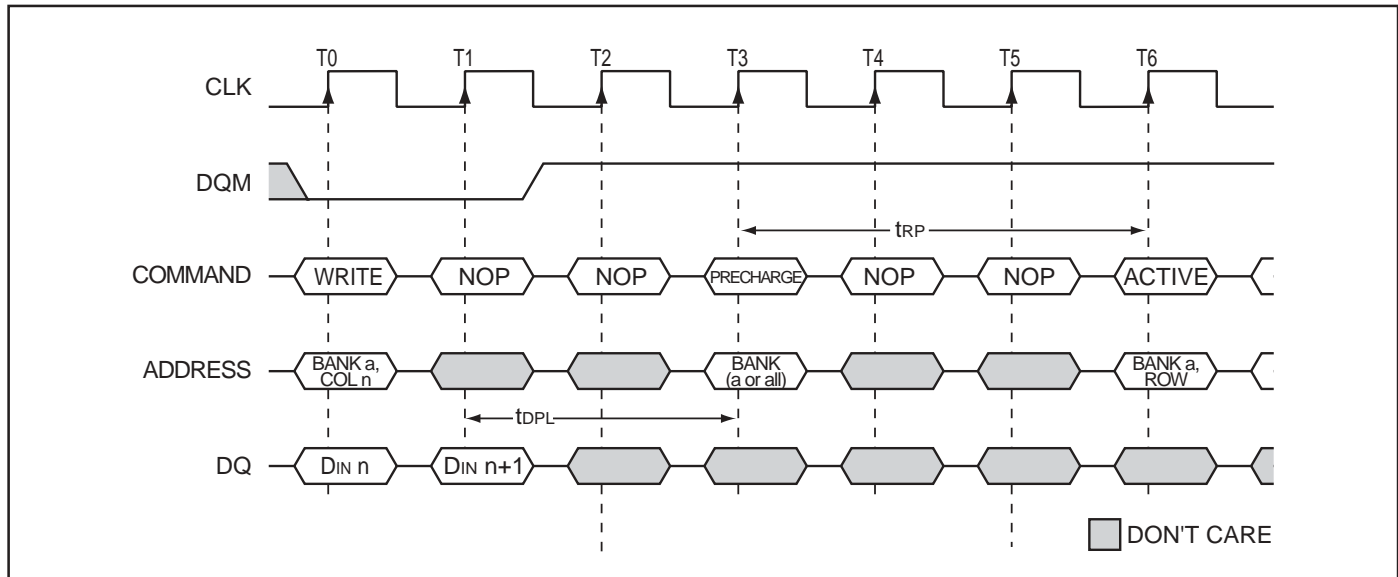 T0 T1 T2 T3 T4 T5 T6
CLK
DQM
tRP
COMMAND WRITE NOP NOP PRECHARGE NOP NOP ACTIVE
ADDRESS BANK a, COL n BANK (a or all) BANK a, ROW
tDPL
DQ DIN n DIN n+1
DON'T CARE